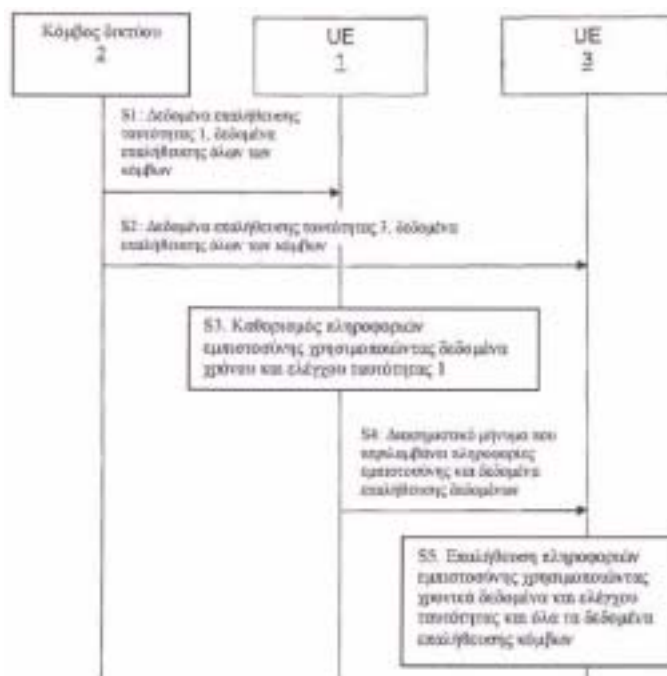 Κόμβος δικτύου
2
UE
1
UE
3
S1: Δεδομένα επαλήθευσης
ταυτότητας 1, δεδομένα
επαλήθευσης όλων των
κόμβων
S2: Δεδομένα επαλήθευσης ταυτότητας 3, δεδομένα
επαλήθευσης όλων των κόμβων
S3. Καθορισμός πληροφοριών
εμπιστοσύνης χρησιμοποιώντας δεδομένα
χρόνου και ελέγχου ταυτότητας 1
S4: Διασημαστικό μήνυμα που
περιλαμβάνει πληροφορίες
εμπιστοσύνης και δεδομένα
επαλήθευσης δεδομένων
S5. Επαλήθευση πληροφοριών
εμπιστοσύνης χρησιμοποιώντας
χρονικά δεδομένα και ελέγχου
ταυτότητας και όλα τα δεδομένα
επαλήθευσης κόμβων